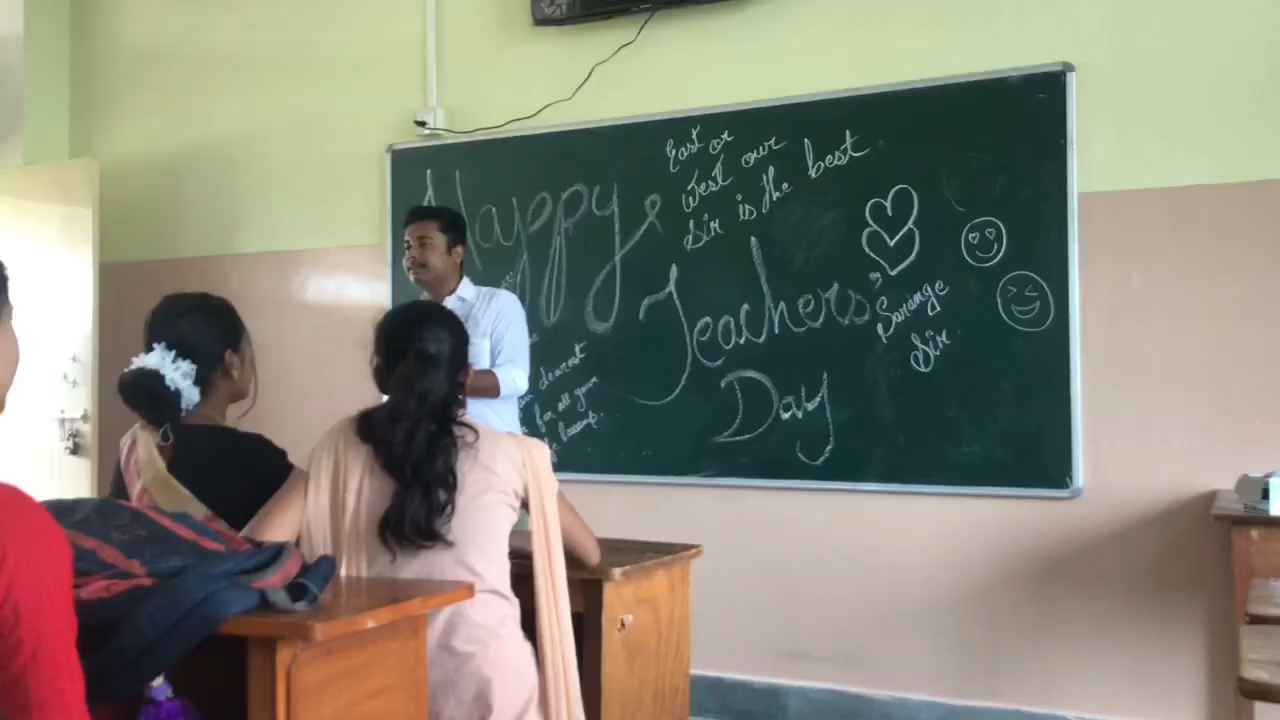 Happy
Teachers
Day
East or
West our
Sir is the best
Sarange
Sir.
dearest
for all your